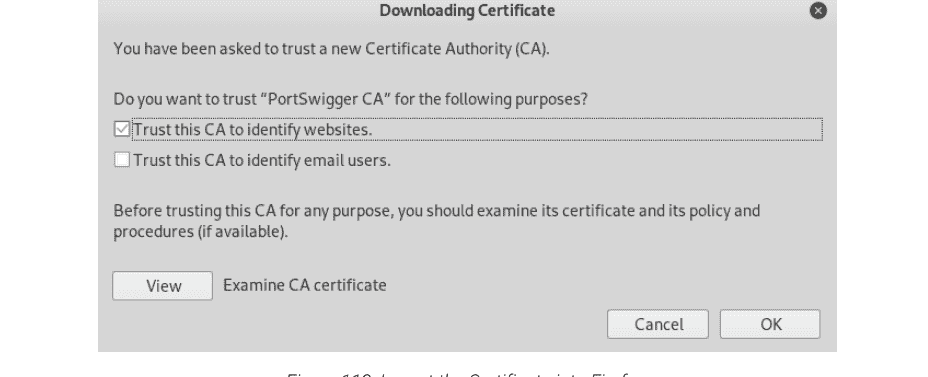 Downloading Certificate
You have been asked to trust a new Certificate Authority (CA).
Do you want to trust “PortSwigger CA” for the following purposes?
Trust this CA to identify websites.
Trust this CA to identify email users.
Before trusting this CA for any purpose, you should examine its certificate and its policy and
procedures (if available).
View Examine CA certificate
Cancel OK